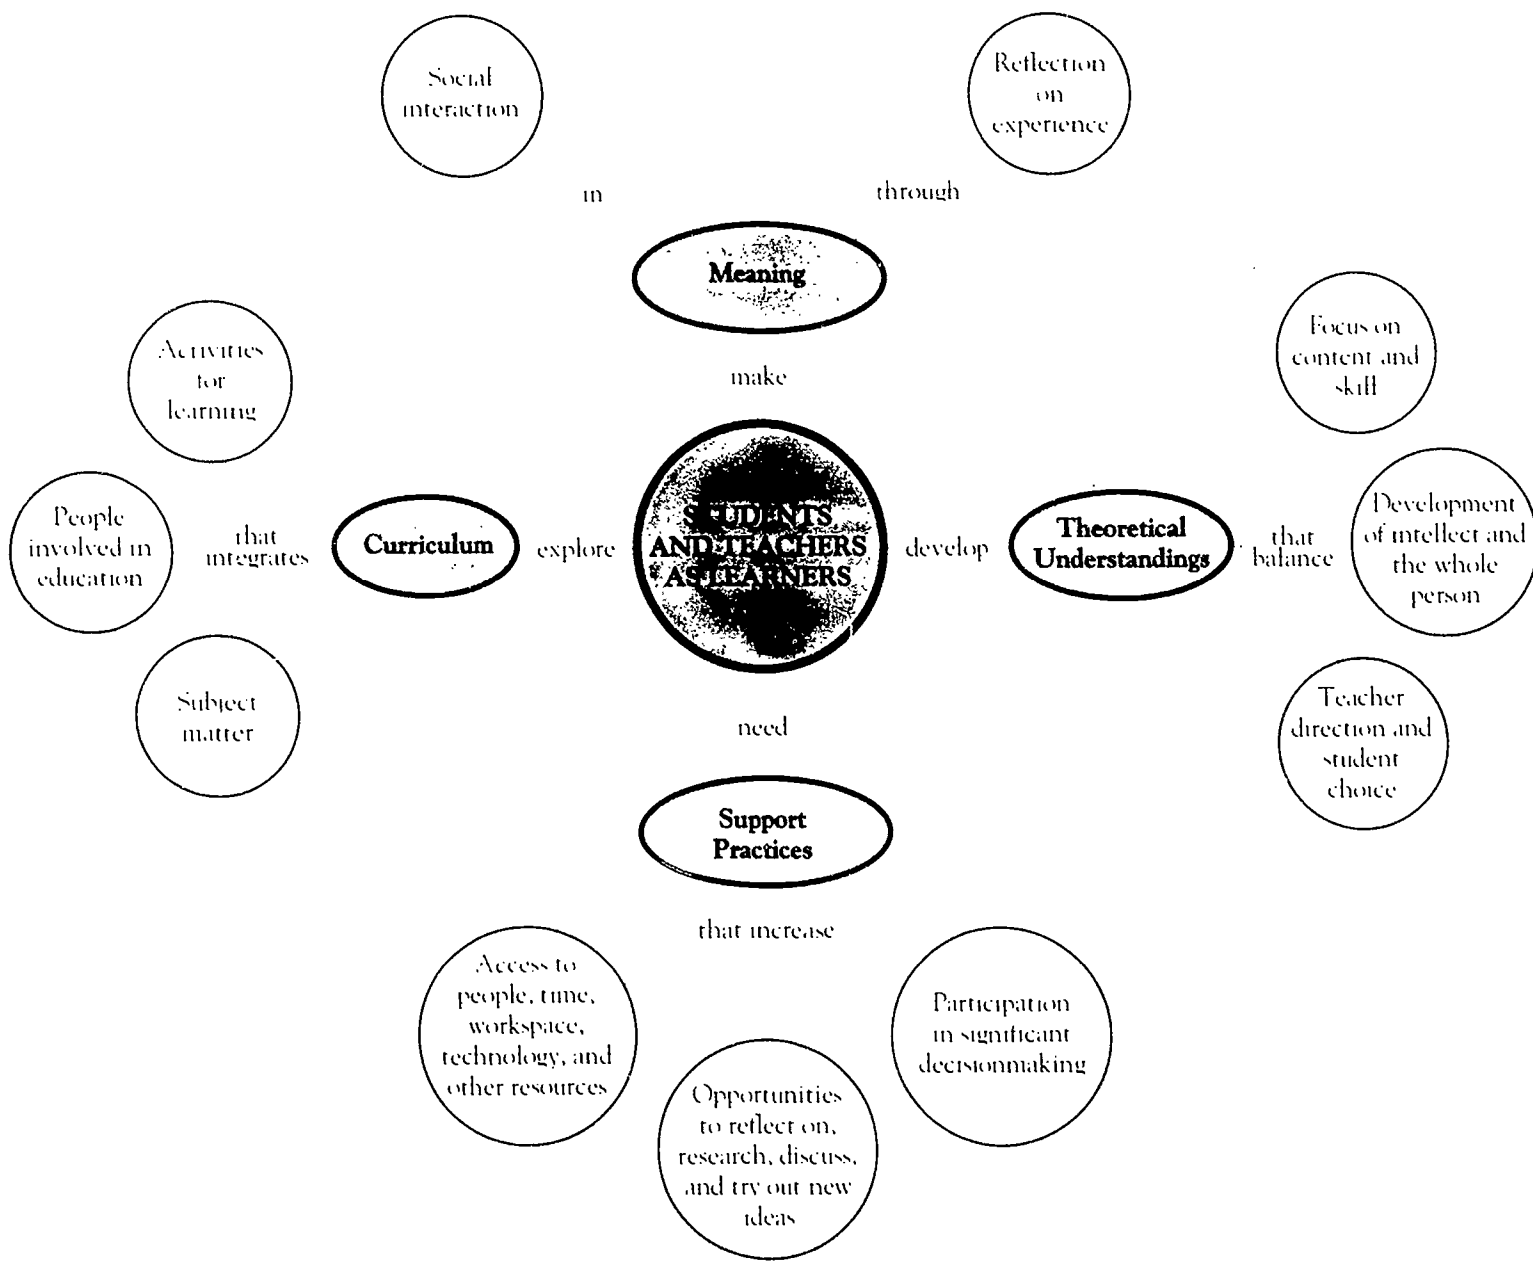 Social
interaction
Reflection
on
experience
in
through
Meaning
make
Activities
for
learning
People
involved in
education
Subject
matter
that
integrates
Curriculum
explore
STUDENTS
AND TEACHERS
AS LEARNERS
develop
Theoretical
Understandings
that
balance
Focus on
content and
skill
Development
of intellect and
the whole
person
Teacher
direction and
student
choice
need
Support
Practices
that increase
Access to
people, time,
workspace,
technology, and
other resources
Opportunities
to reflect on,
research, discuss,
and try out new
ideas
Participation
in significant
decisionmaking